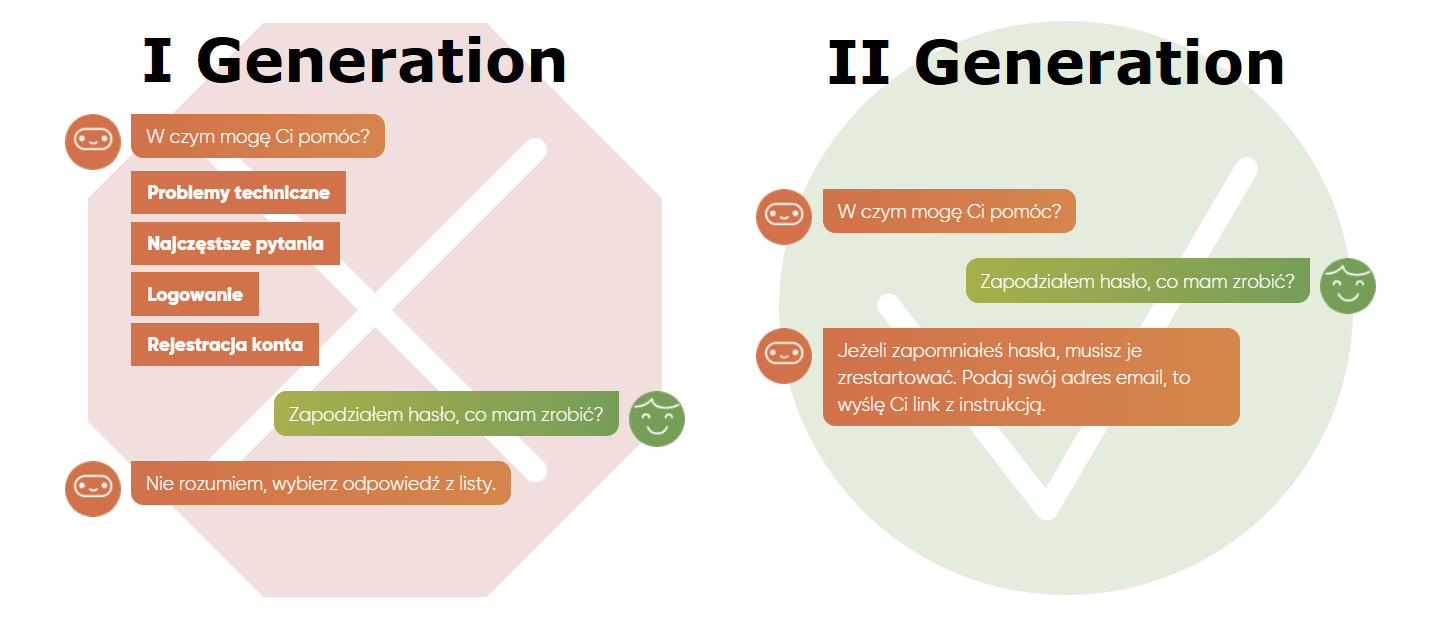 I Generation
W czym mogę Ci pomóc?
Problemy techniczne
Najczęstsze pytania
Logowanie
Rejestracja konta
Zapodziałem hasło, co mam zrobić?
Nie rozumiem, wybierz odpowiedź z listy.
II Generation
W czym mogę Ci pomóc?
Zapodziałem hasło, co mam zrobić?
Jeżeli zapomniałeś hasła, musisz je
zrestartować. Podaj swój adres email, to
wyślę Ci link z instrukcją.